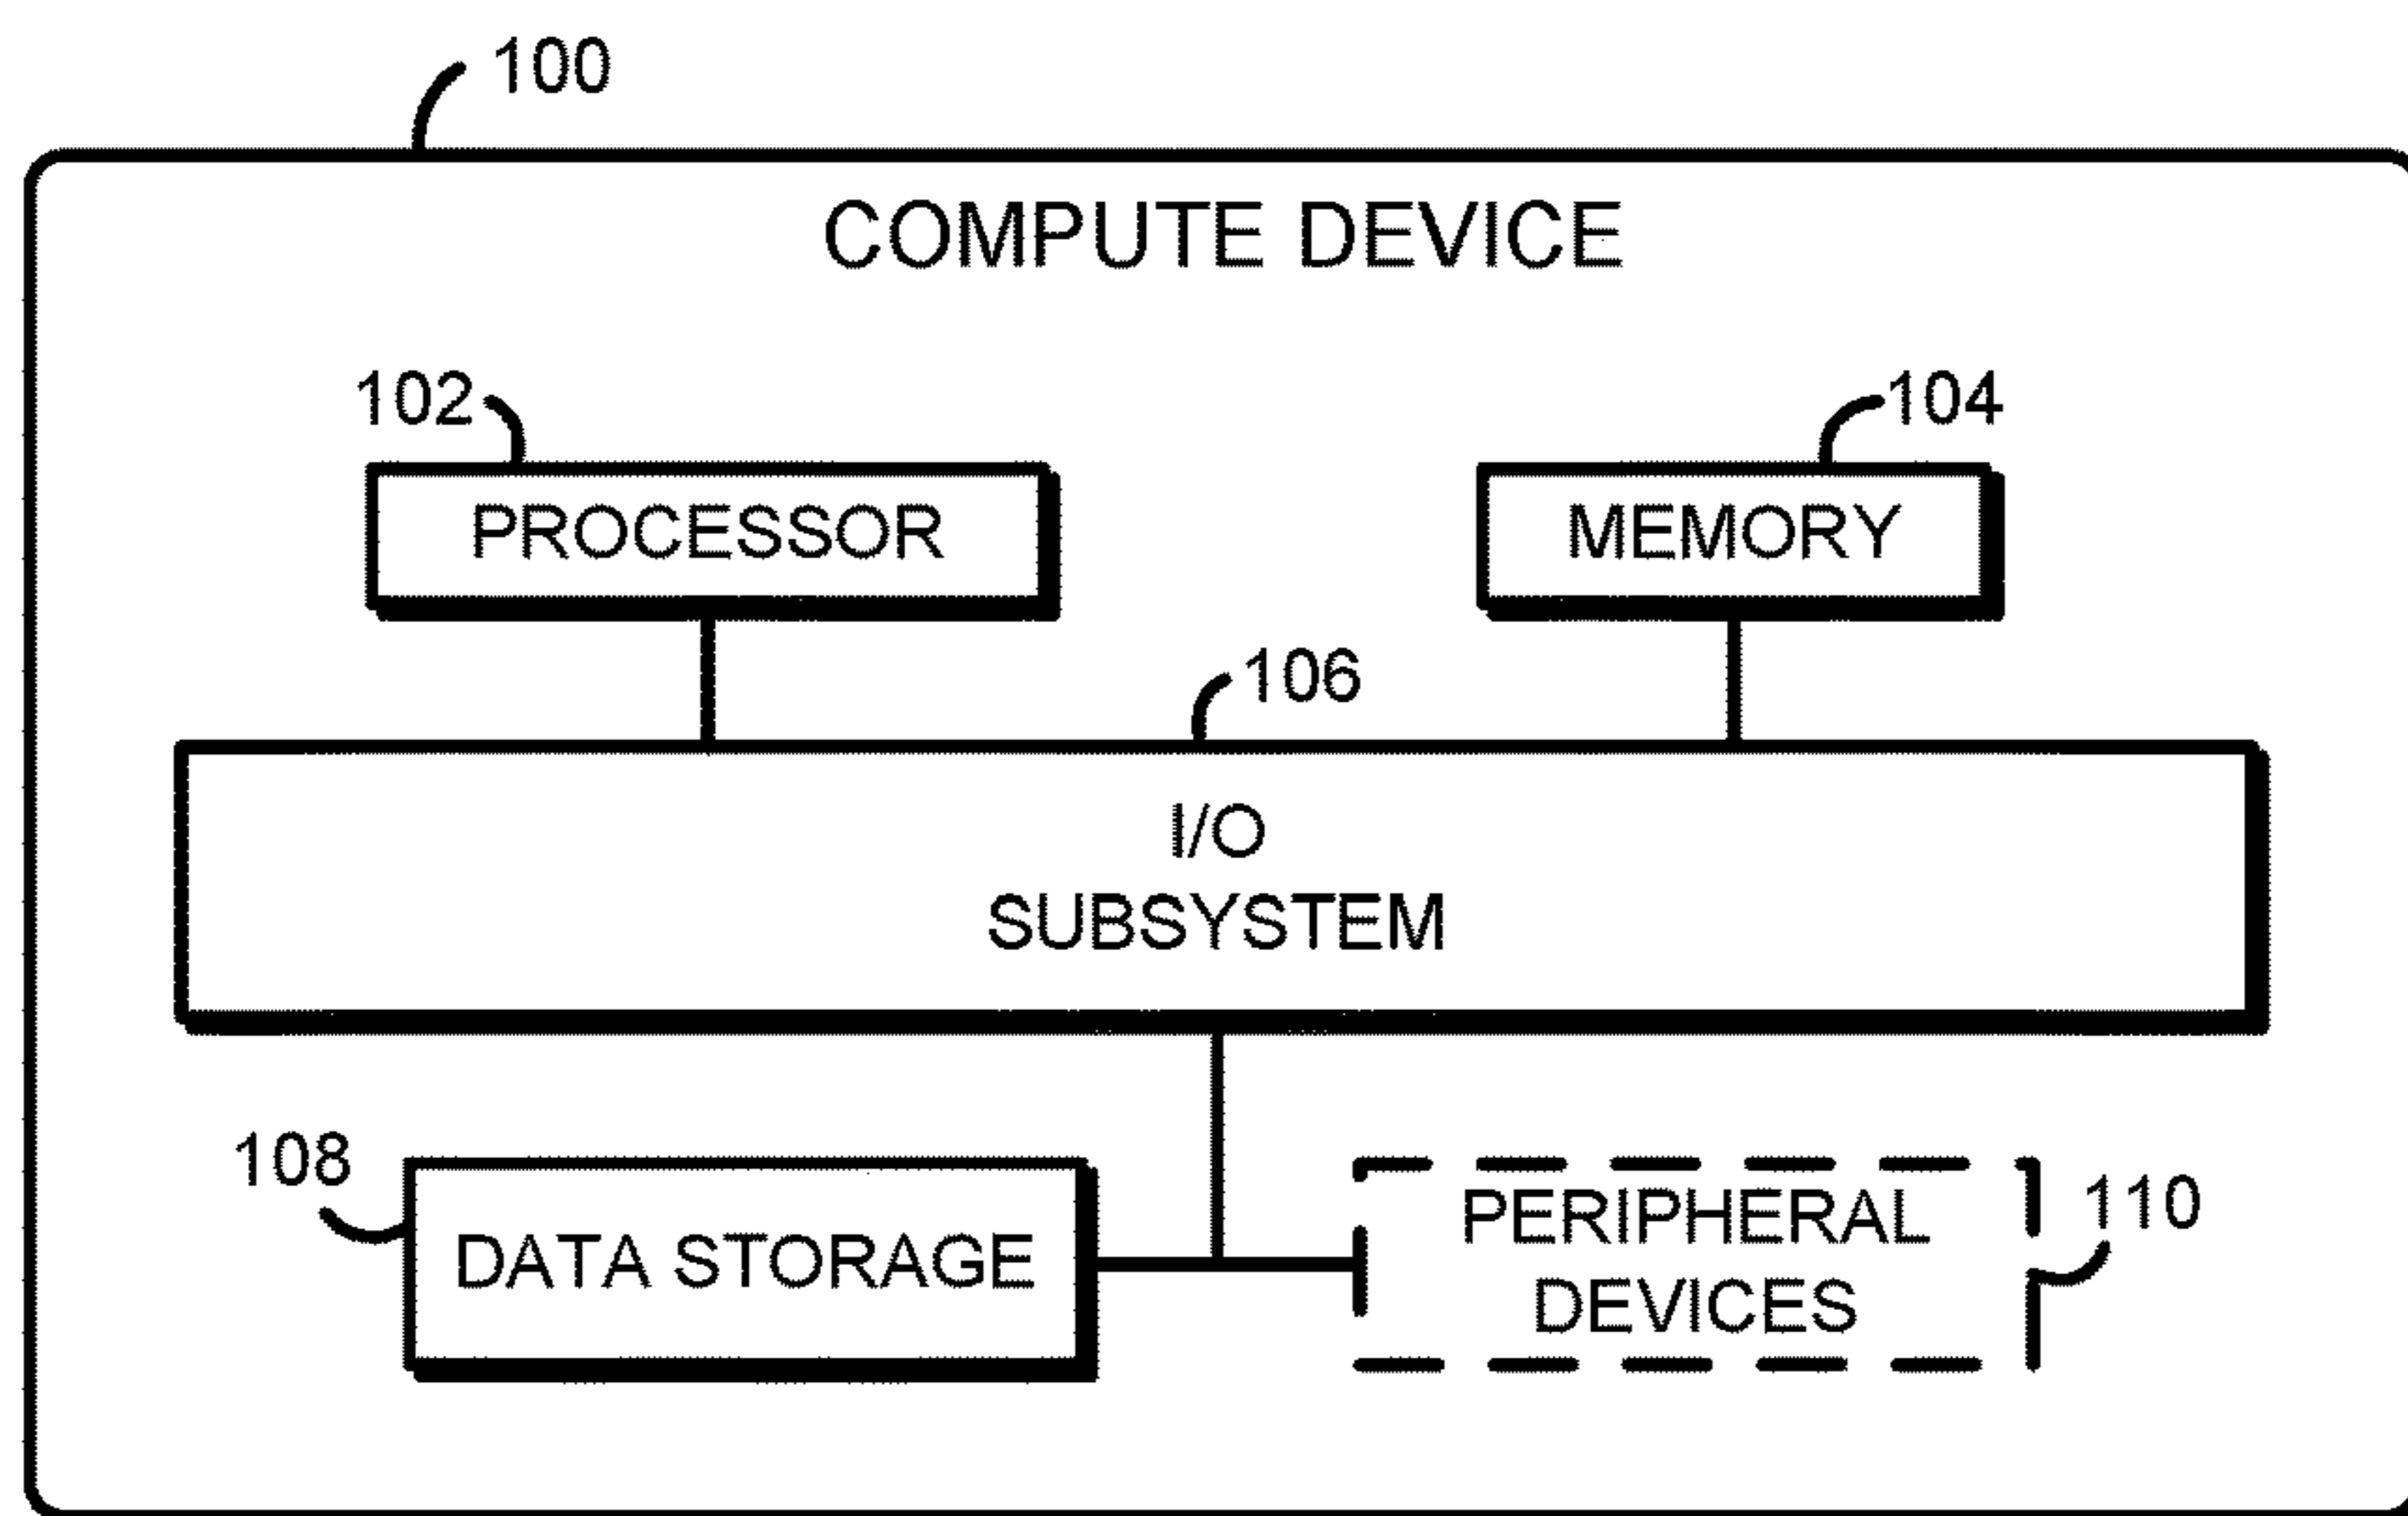 100
COMPUTE DEVICE
102
104
PROCESSOR
MEMORY
106
I/O
SUBSYSTEM
108
DATA STORAGE
PERIPHERAL
DEVICES
110